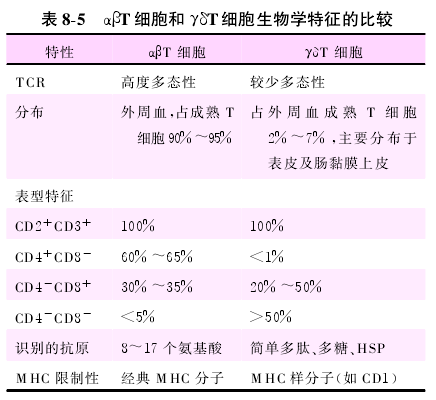 表 8-5 αβT 细胞和 γδT 细胞生物学特征的比较
特性 αβT 细胞 γδT 细胞
TCR 高度多态性 较少多态性
分布 外周血,占成熟 T 占外周血成熟 T 细胞
细胞 90%~95% 2%~7%,主要分布于
表皮及肠黏膜上皮
表型特征
CD2+CD3+ 100% 100%
CD4+CD8- 60%~65% <1%
CD4-CD8+ 30%~35% 20%~50%
CD4-CD8- <5% >50%
识别的抗原 8~17 个氨基酸 简单多肽、多糖、HSP
MHC 限制性 经典 MHC 分子 MHC 样分子(如 CD1)